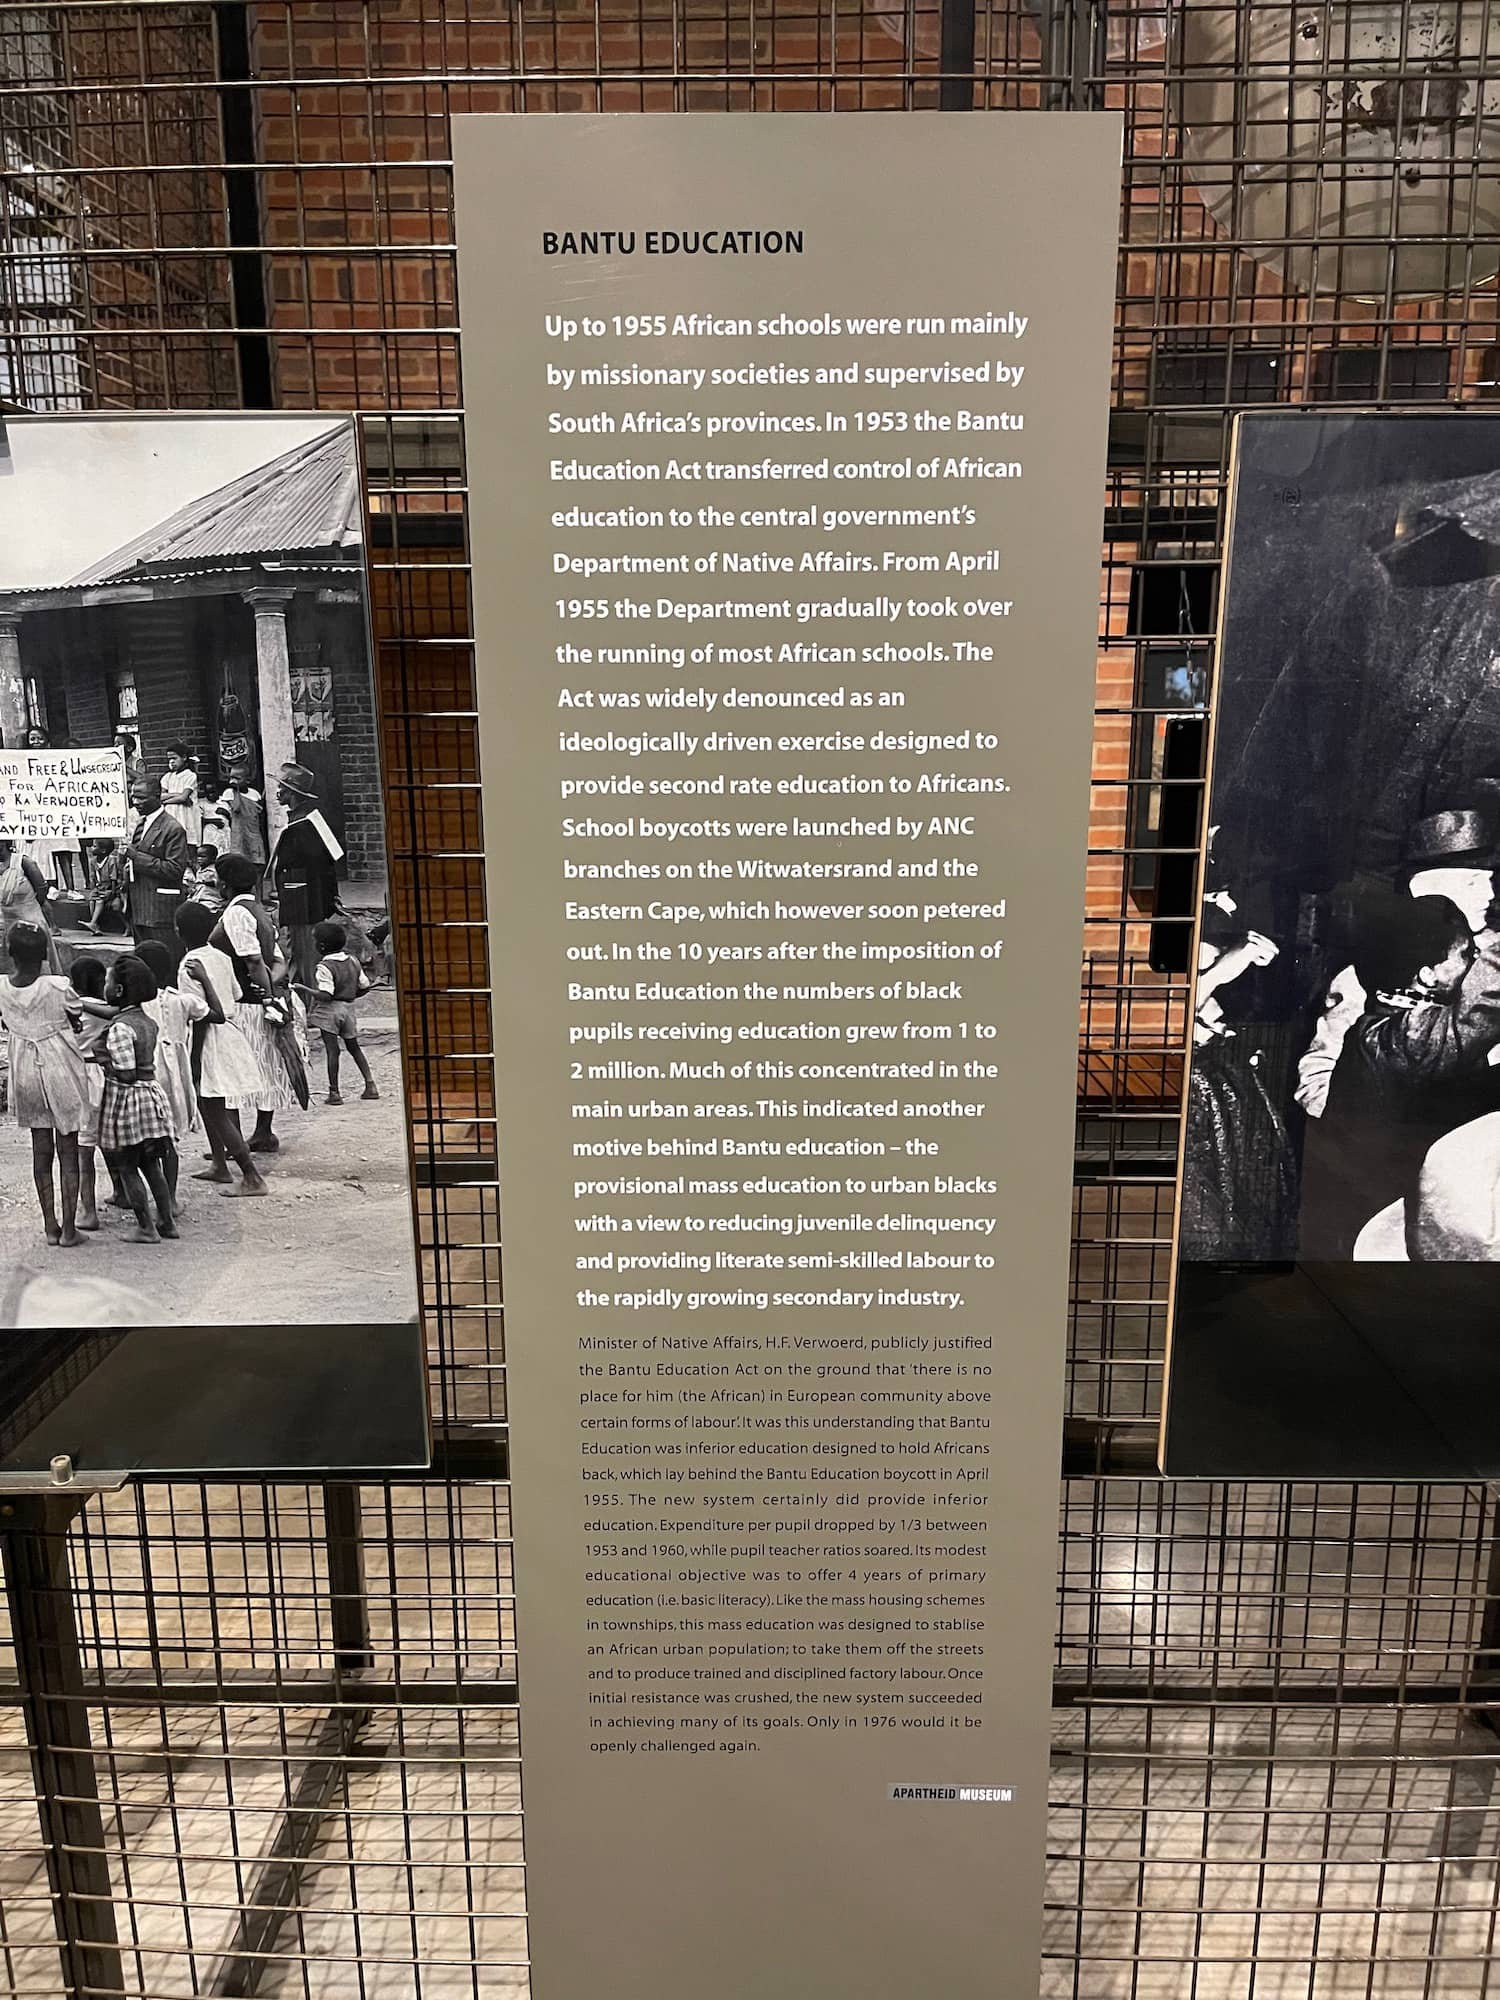 BANTU EDUCATION
Up to 1955 African schools were run mainly
by missionary societies and supervised by
South Africa's provinces. In 1953 the Bantu
Education Act transferred control of African
education to the central government's
Department of Native Affairs. From April
1955 the Department gradually took over
the running of most African schools. The
Act was widely denounced as an
ideologically driven exercise designed to
provide second rate education to Africans.
School boycotts were launched by ANC
branches on the Witwatersrand and the
Eastern Cape, which however soon petered
out. In the 10 years after the imposition of
Bantu Education the numbers of black
pupils receiving education grew from 1 to
2 million. Much of this concentrated in the
main urban areas. This indicated another
motive behind Bantu education – the
provisional mass education to urban blacks
with a view to reducing juvenile delinquency
and providing literate semi-skilled labour to
the rapidly growing secondary industry.
Minister of Native Affairs, H.F. Verwoerd, publicly justified
the Bantu Education Act on the ground that 'there is no
place for him (the African) in European community above
certain forms of labour'. It was this understanding that Bantu
Education was inferior education designed to hold Africans
back, which lay behind the Bantu Education boycott in April
1955. The new system certainly did provide inferior
education. Expenditure per pupil dropped by 1/3 between
1953 and 1960, while pupil teacher ratios soared. Its modest
educational objective was to offer 4 years of primary
education (i.e. basic literacy). Like the mass housing schemes
in townships, this mass education was designed to stablise
an African urban population; to take them off the streets
and to produce trained and disciplined factory labour. Once
initial resistance was crushed, the new system succeeded
in achieving many of its goals. Only in 1976 would it be
openly challenged again.
APARTHEID MUSEUM
FREE & UNSEGREGAT
FOR AFRICANS.
KA VERWOERD.
THUTO EA VERWOE
AYIBUYE!!